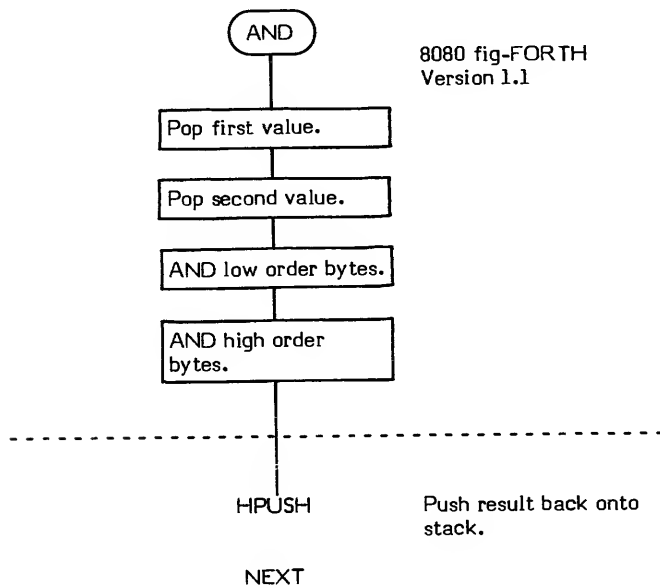 AND
8080 fig-FORTH
Version 1.1
Pop first value.
Pop second value.
AND low order bytes.
AND high order
bytes.
HPUSH
Push result back onto
stack.
NEXT